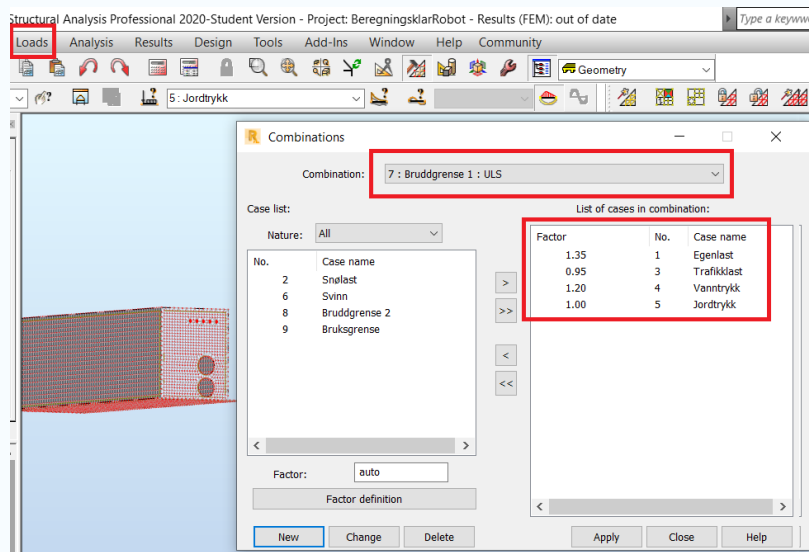 Structural Analysis Professional 2020-Student Version - Project: BeregningsklarRobot - Results (FEM): out of date
Type a keyword
Loads Analysis Results Design Tools Add-Ins Window Help Community
Geometry
5 : Jordtrykk
Combinations
Combination: 7 : Bruddgrense 1 : ULS
Case list: List of cases in combination:
Nature: All
Factor No. Case name
1.35 1 Egenlast
0.95 3 Trafikklast
1.20 4 Vanntrykk
1.00 5 Jordtrykk
No. Case name
2 Snølast
6 Svinn
8 Bruddgrense 2
9 Bruksgrense
>
>>
<
<<
Factor: auto
Factor definition
New Change Delete Apply Close Help